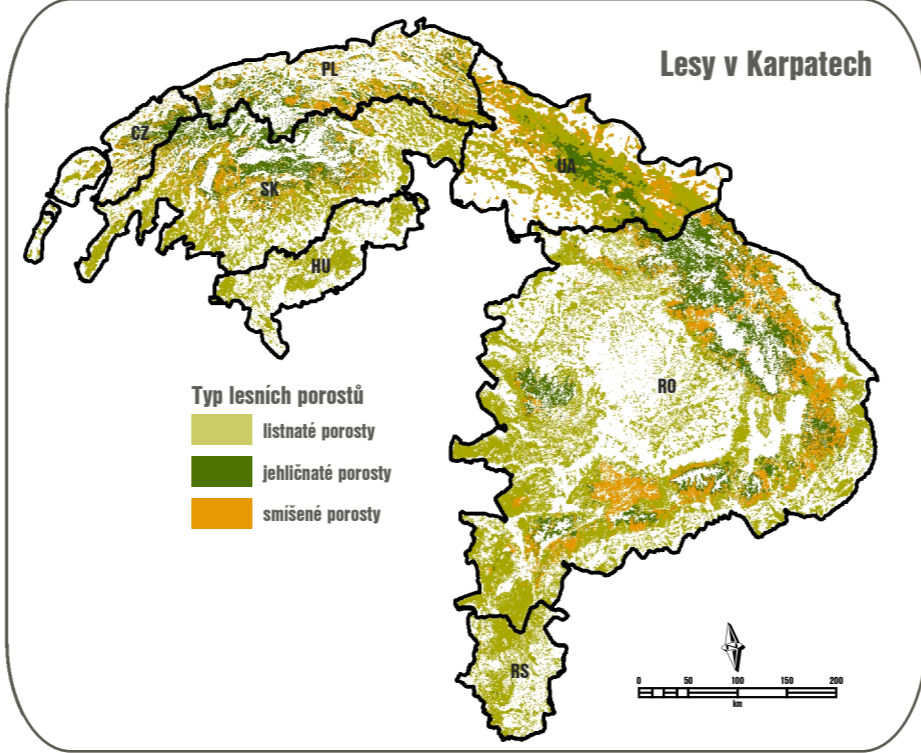 Lesy v Karpatech
PL
CZ
UA
SK
HU
RO
Typ lesních porostů
listnaté porosty
jehličnaté porosty
smíšené porosty
RS
0 50 100 150 200
km